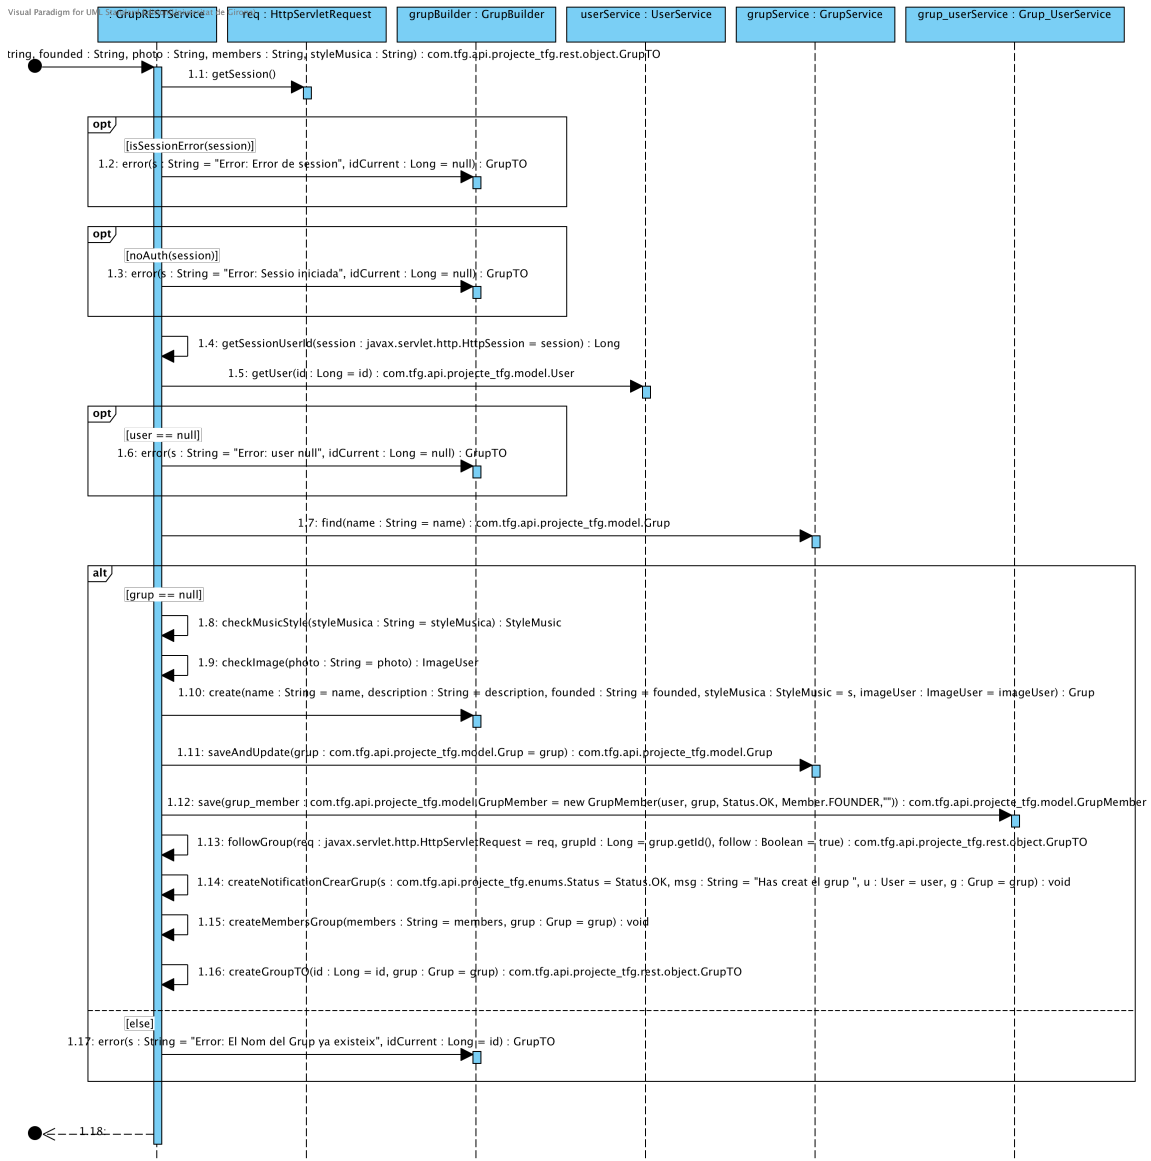 Visual Paradigm for UML
GrupRESTService
req : HttpServletRequest
grupBuilder : GrupBuilder
userService : UserService
grupService : GrupService
grup_userService : Grup_UserService
tring, founded : String, photo : String, members : String, styleMusica : String) : com.tfg.api.projecte_tfg.rest.object.GrupTO
1.1: getSession()
opt
[isSessionError(session)]
1.2: error(s : String = "Error: Error de session", idCurrent : Long = null) : GrupTO
opt
[noAuth(session)]
1.3: error(s : String = "Error: Sessio iniciada", idCurrent : Long = null) : GrupTO
1.4: getSessionUserId(session : javax.servlet.http.HttpSession = session) : Long
1.5: getUser(id : Long = id) : com.tfg.api.projecte_tfg.model.User
opt
[user == null]
1.6: error(s : String = "Error: user null", idCurrent : Long = null) : GrupTO
1.7: find(name : String = name) : com.tfg.api.projecte_tfg.model.Grup
alt
[grup == null]
1.8: checkMusicStyle(styleMusica : String = styleMusica) : StyleMusic
1.9: checkImage(photo : String = photo) : ImageUser
1.10: create(name : String = name, description : String = description, founded : String = founded, styleMusica : StyleMusic = s, imageUser : ImageUser = imageUser) : Grup
1.11: saveAndUpdate(grup : com.tfg.api.projecte_tfg.model.Grup = grup) : com.tfg.api.projecte_tfg.model.Grup
1.12: save(grup_member : com.tfg.api.projecte_tfg.model.GrupMember = new GrupMember(user, grup, Status.OK, Member.FOUNDER,"")) : com.tfg.api.projecte_tfg.model.GrupMember
1.13: followGroup(req : javax.servlet.http.HttpServletRequest = req, grupId : Long = grup.getId(), follow : Boolean = true) : com.tfg.api.projecte_tfg.rest.object.GrupTO
1.14: createNotificationCrearGrup(s : com.tfg.api.projecte_tfg.enums.Status = Status.OK, msg : String = "Has creat el grup ", u : User = user, g : Grup = grup) : void
1.15: createMembersGroup(members : String = members, grup : Grup = grup) : void
1.16: createGroupTO(id : Long = id, grup : Grup = grup) : com.tfg.api.projecte_tfg.rest.object.GrupTO
[else]
1.17: error(s : String = "Error: El Nom del Grup ya existeix", idCurrent : Long = id) : GrupTO
1.18: